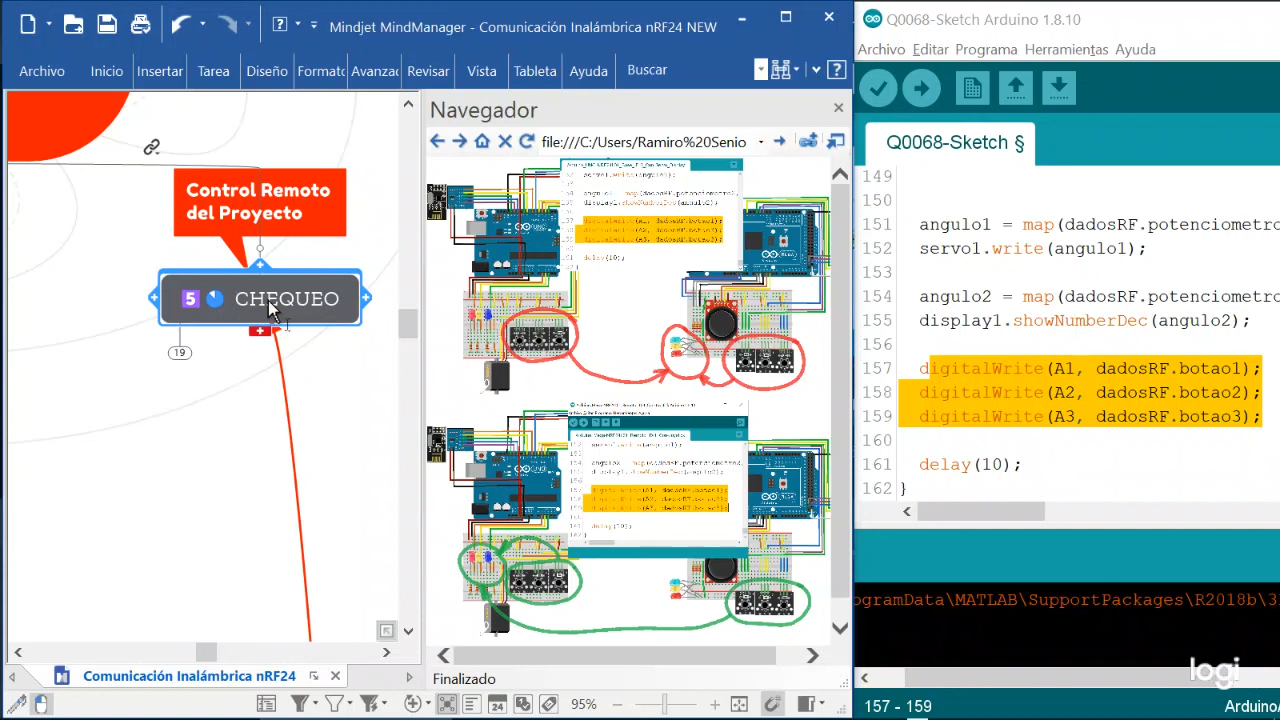 Mindjet MindManager - Comunicación Inalámbrica nRF24 NEW
Archivo Inicio Insertar Tarea Diseño Formato Avanza Revisar Vista Tableta Ayuda Buscar
Control Remoto
del Proyecto
5 CHEQUEO
19
Comunicación Inalámbrica nRF24
Navegador
file:///C:/Users/Ramiro%20Senio
delay(10);
Finalizado
24
95%
Q0068-Sketch Arduino 1.8.10
Archivo Editar Programa Herramientas Ayuda
Q0068-Sketch §
149
150
151 angulo1 = map(dadosRF.potenciometro
152 servo1.write(angulo1);
153
154 angulo2 = map(dadosRF.potenciometro
155 display1.showNumberDec(angulo2);
156
157 digitalWrite(A1, dadosRF.botao1);
158 digitalWrite(A2, dadosRF.botao2);
159 digitalWrite(A3, dadosRF.botao3);
160
161 delay(10);
162 }
ogramData\MATLAB\SupportPackages\R2018b\3
logi
157 - 159
Arduino